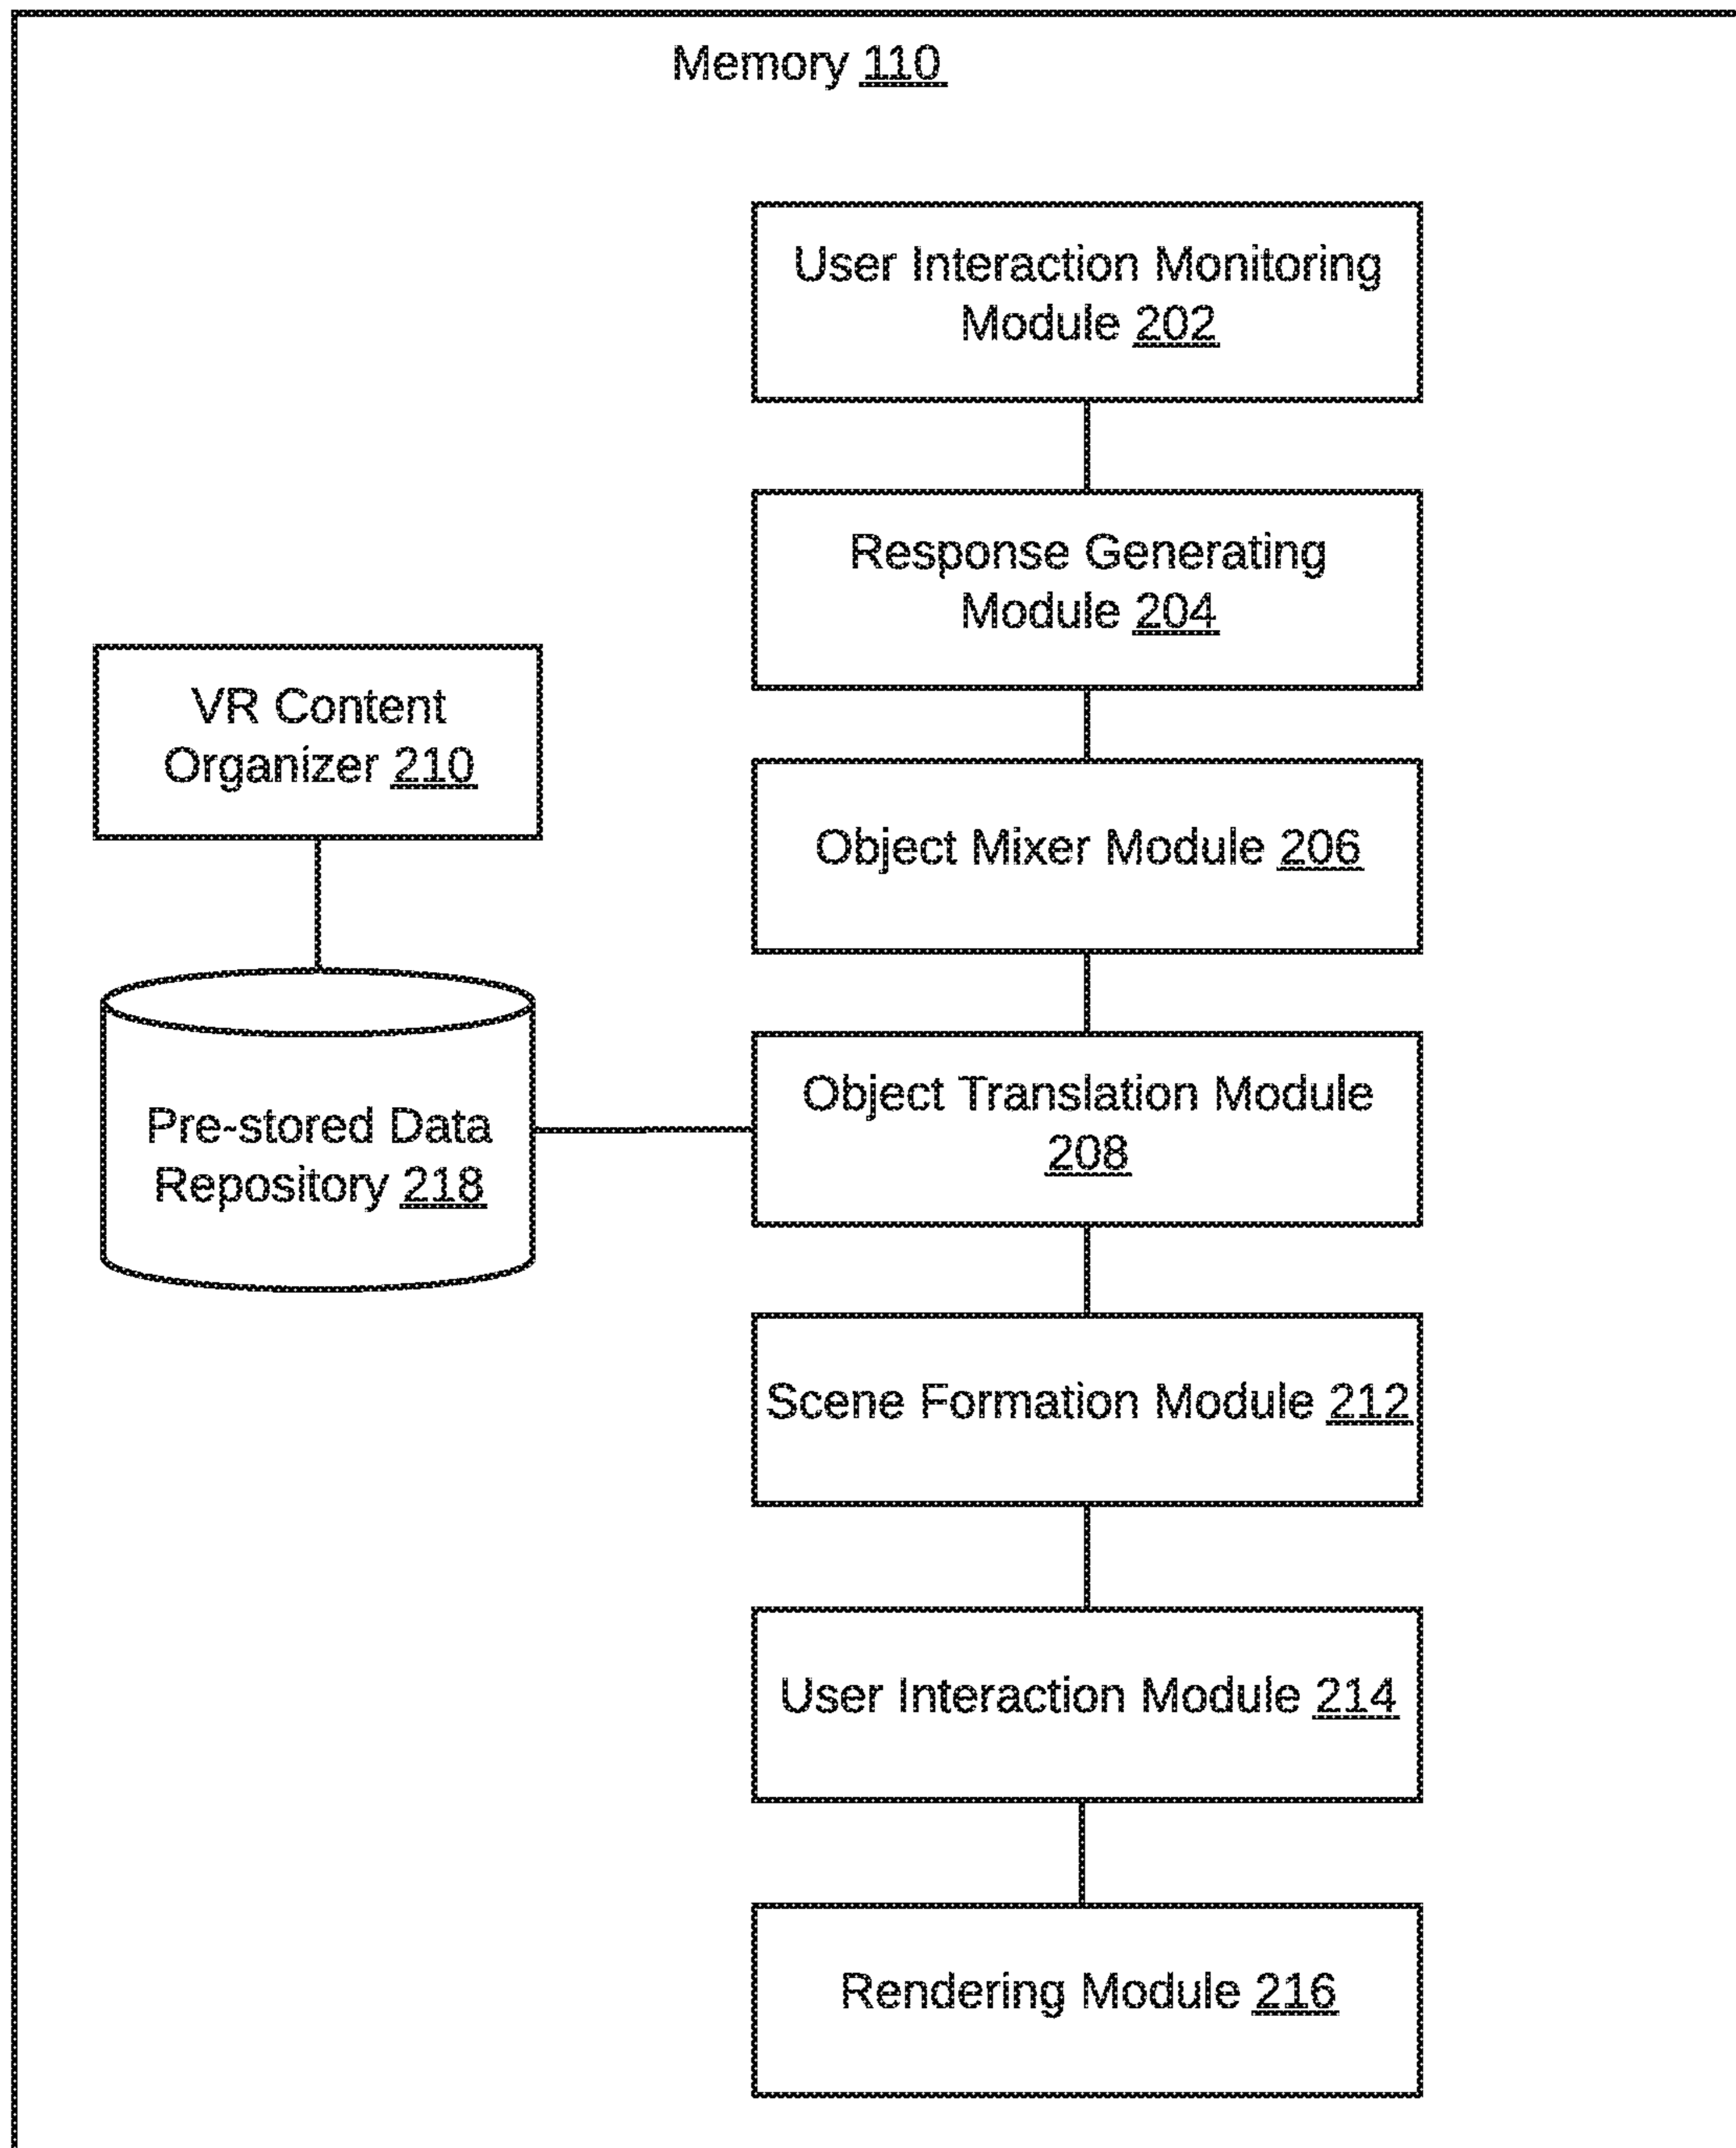 Memory 110
User Interaction Monitoring
Module 202
Response Generating
Module 204
VR Content
Organizer 210
Object Mixer Module 206
Pre-stored Data
Repository 218
Object Translation Module
208
Scene Formation Module 212
User Interaction Module 214
Rendering Module 216